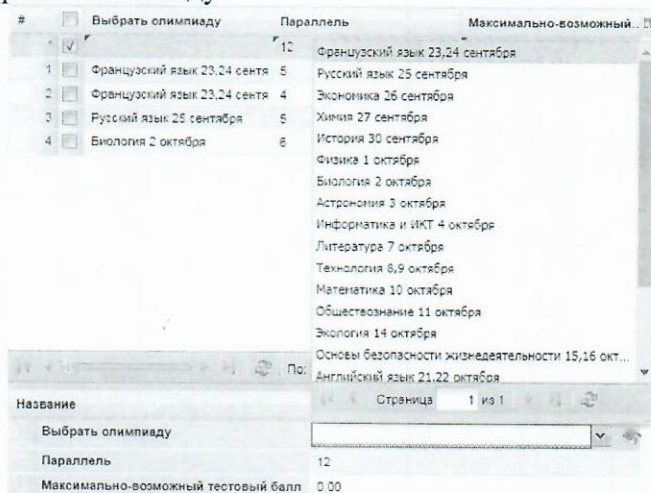 # Выбрать олимпиаду Параллель Максимально-возможный..
* 12
1 Французский язык 23,24 сентя 5
2 Французский язык 23,24 сентя 4
3 Русский язык 25 сентября 5
4 Биология 2 октября 6
Французский язык 23,24 сентября
Русский язык 25 сентября
Экономика 26 сентября
Химия 27 сентября
История 30 сентября
Физика 1 октября
Биология 2 октября
Астрономия 3 октября
Информатика и ИКТ 4 октября
Литература 7 октября
Технология 8,9 октября
Математика 10 октября
Обществознание 11 октября
Экология 14 октября
Основы безопасности жизнедеятельности 15,16 окт...
Английский язык 21,22 октября
Страница 1 из 1
По:
Название
Выбрать олимпиаду
Параллель 12
Максимально-возможный тестовый балл 0.00